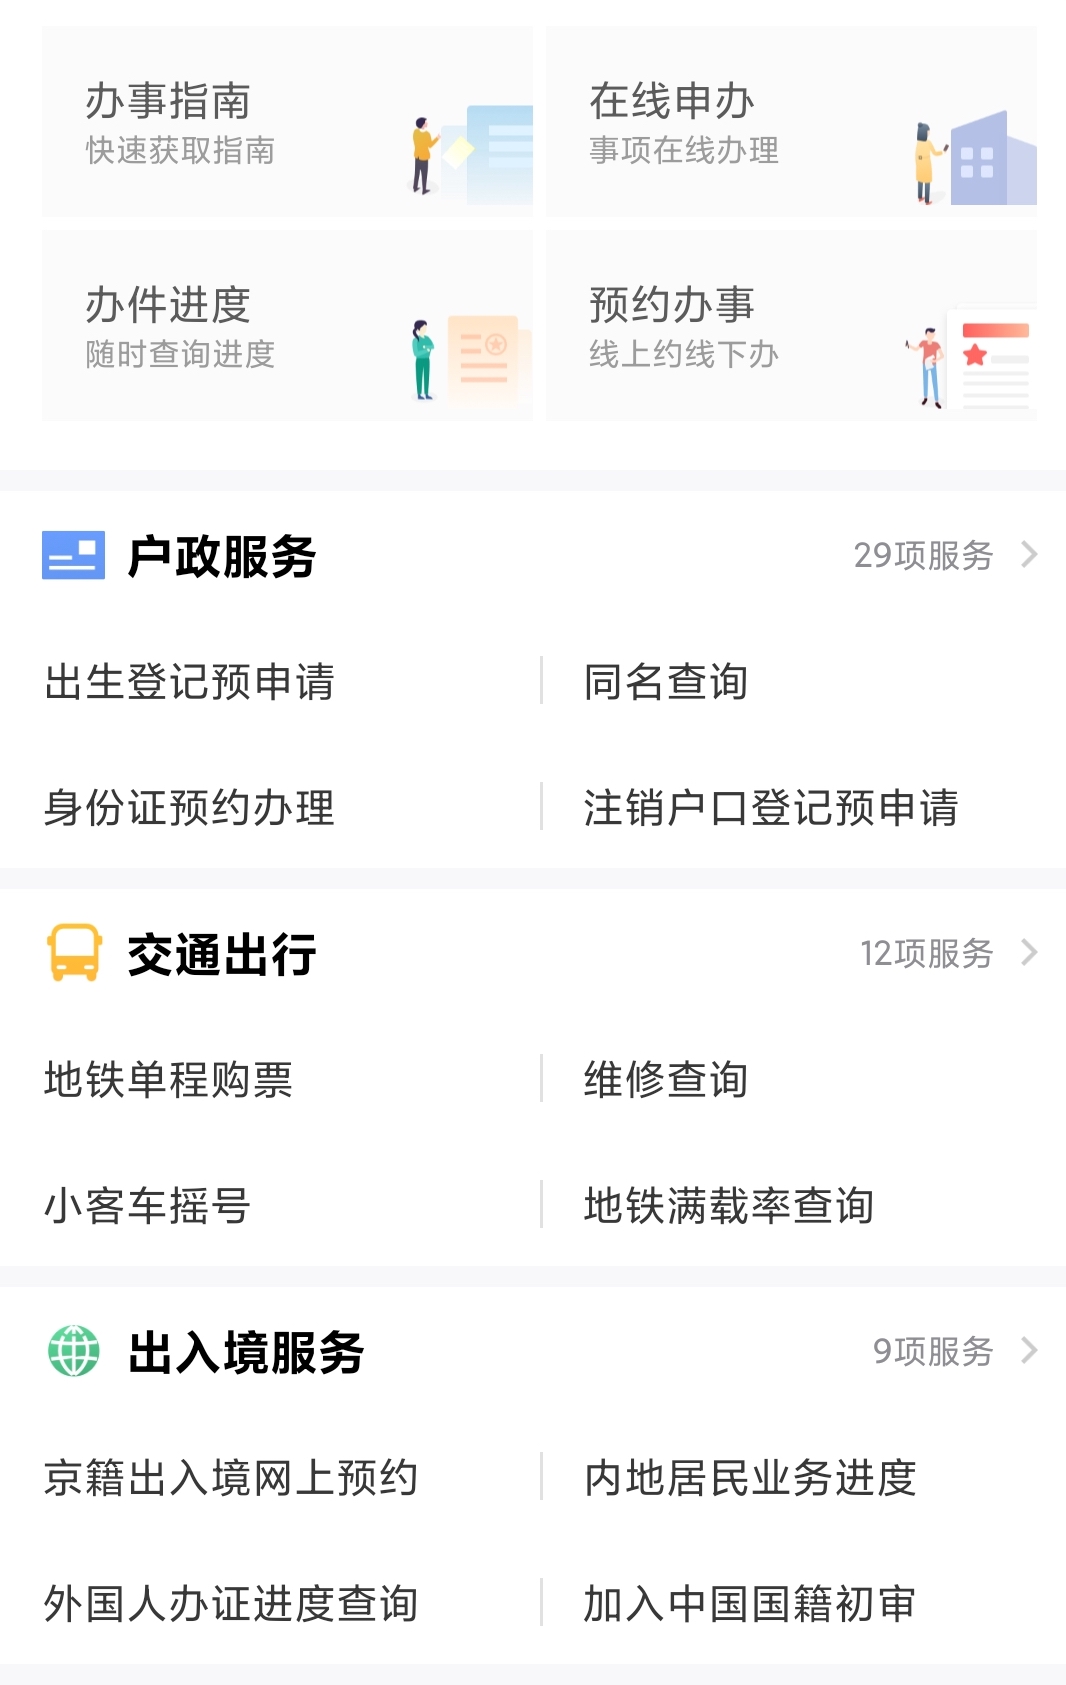 办事指南
快速获取指南
在线申办
事项在线办理
办件进度
随时查询进度
预约办事
线上约线下办
户政服务
29项服务
出生登记预申请
同名查询
身份证预约办理
注销户口登记预申请
交通出行
12项服务
地铁单程购票
维修查询
小客车摇号
地铁满载率查询
出入境服务
9项服务
京籍出入境网上预约
内地居民业务进度
外国人办证进度查询
加入中国国籍初审